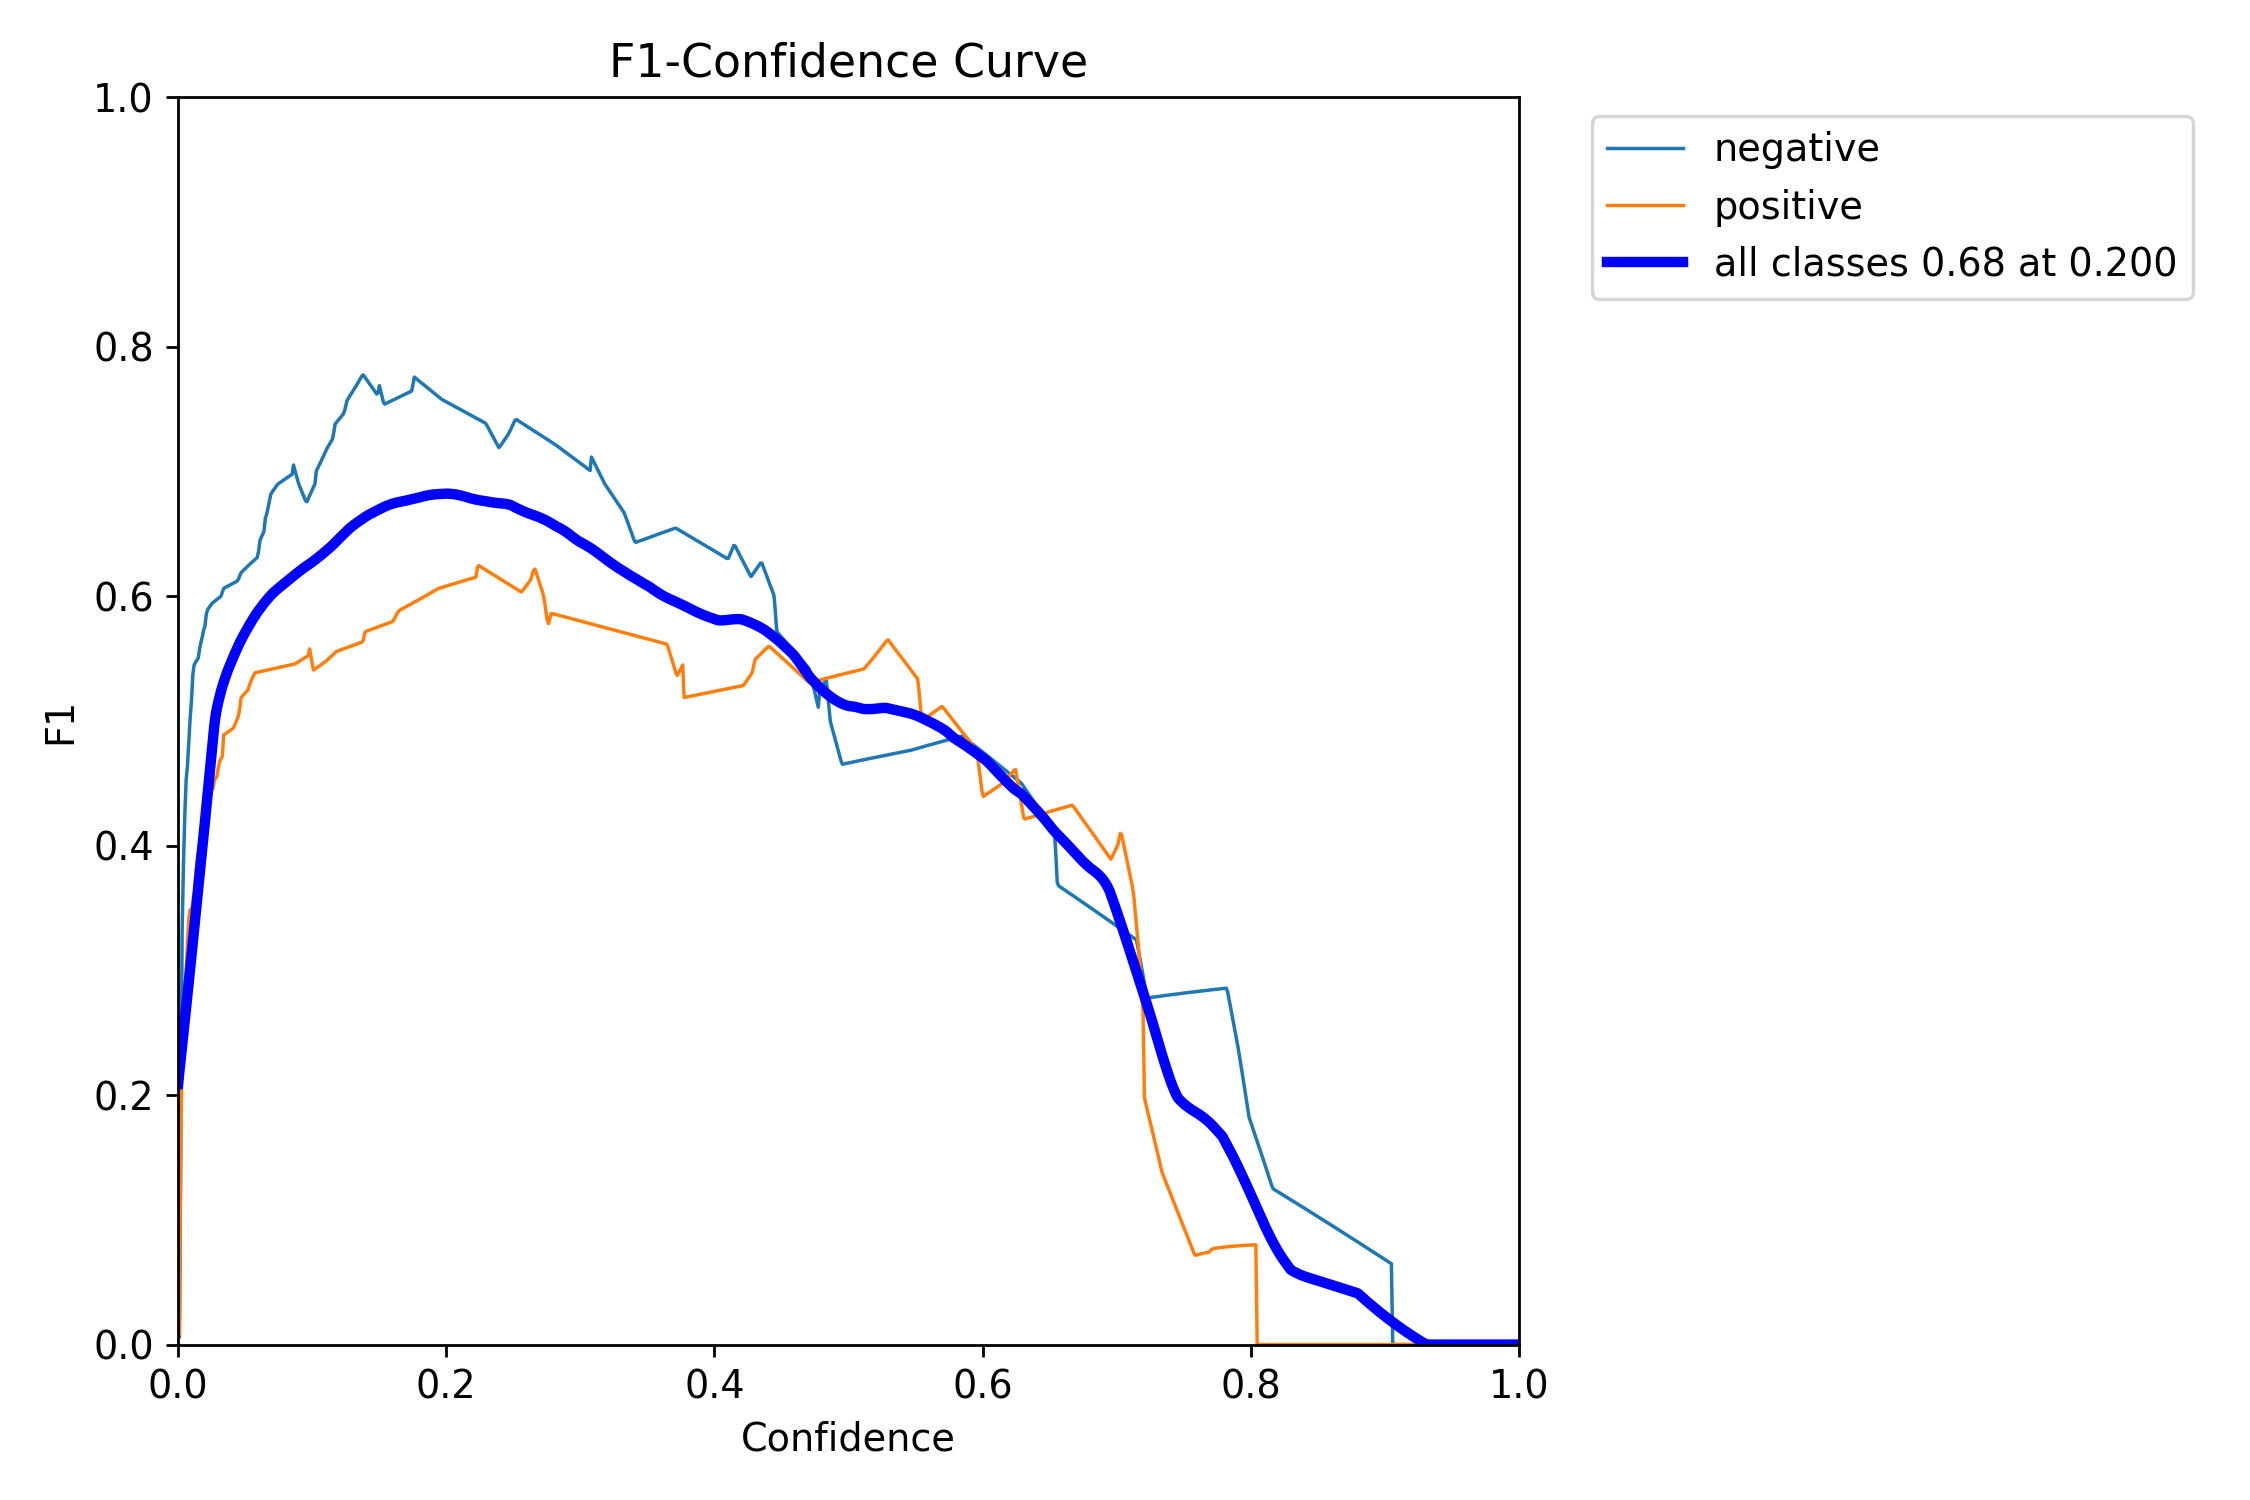 F1-Confidence Curve
1.0
0.8
0.6
0.4
0.2
0.0
F1
0.0 0.2 0.4 0.6 0.8 1.0
Confidence
negative
positive
all classes 0.68 at 0.200